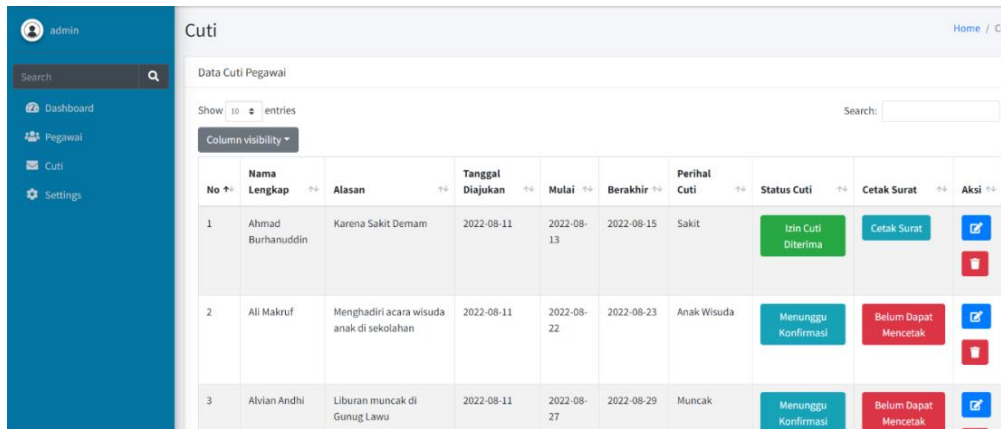 admin
Cuti
Home / C
Search
Data Cuti Pegawai
Dashboard
Show 10 entries
Search:
Pegawai
Column visibility
Cuti
Settings
No
Nama
Lengkap
Alasan
Tanggal
Diajukan
Mulai
Berakhir
Perihal
Cuti
Status Cuti
Cetak Surat
Aksi
1
Ahmad
Burhanuddin
Karena Sakit Demam
2022-08-11
2022-08-
13
2022-08-15
Sakit
Izin Cuti
Diterima
Cetak Surat
2
Ali Makruf
Menghadiri acara wisuda
anak di sekolahan
2022-08-11
2022-08-
22
2022-08-23
Anak Wisuda
Menunggu
Konfirmasi
Belum Dapat
Mencetak
3
Alvian Andhi
Liburan muncak di
Gunug Lawu
2022-08-11
2022-08-
27
2022-08-29
Muncak
Menunggu
Konfirmasi
Belum Dapat
Mencetak